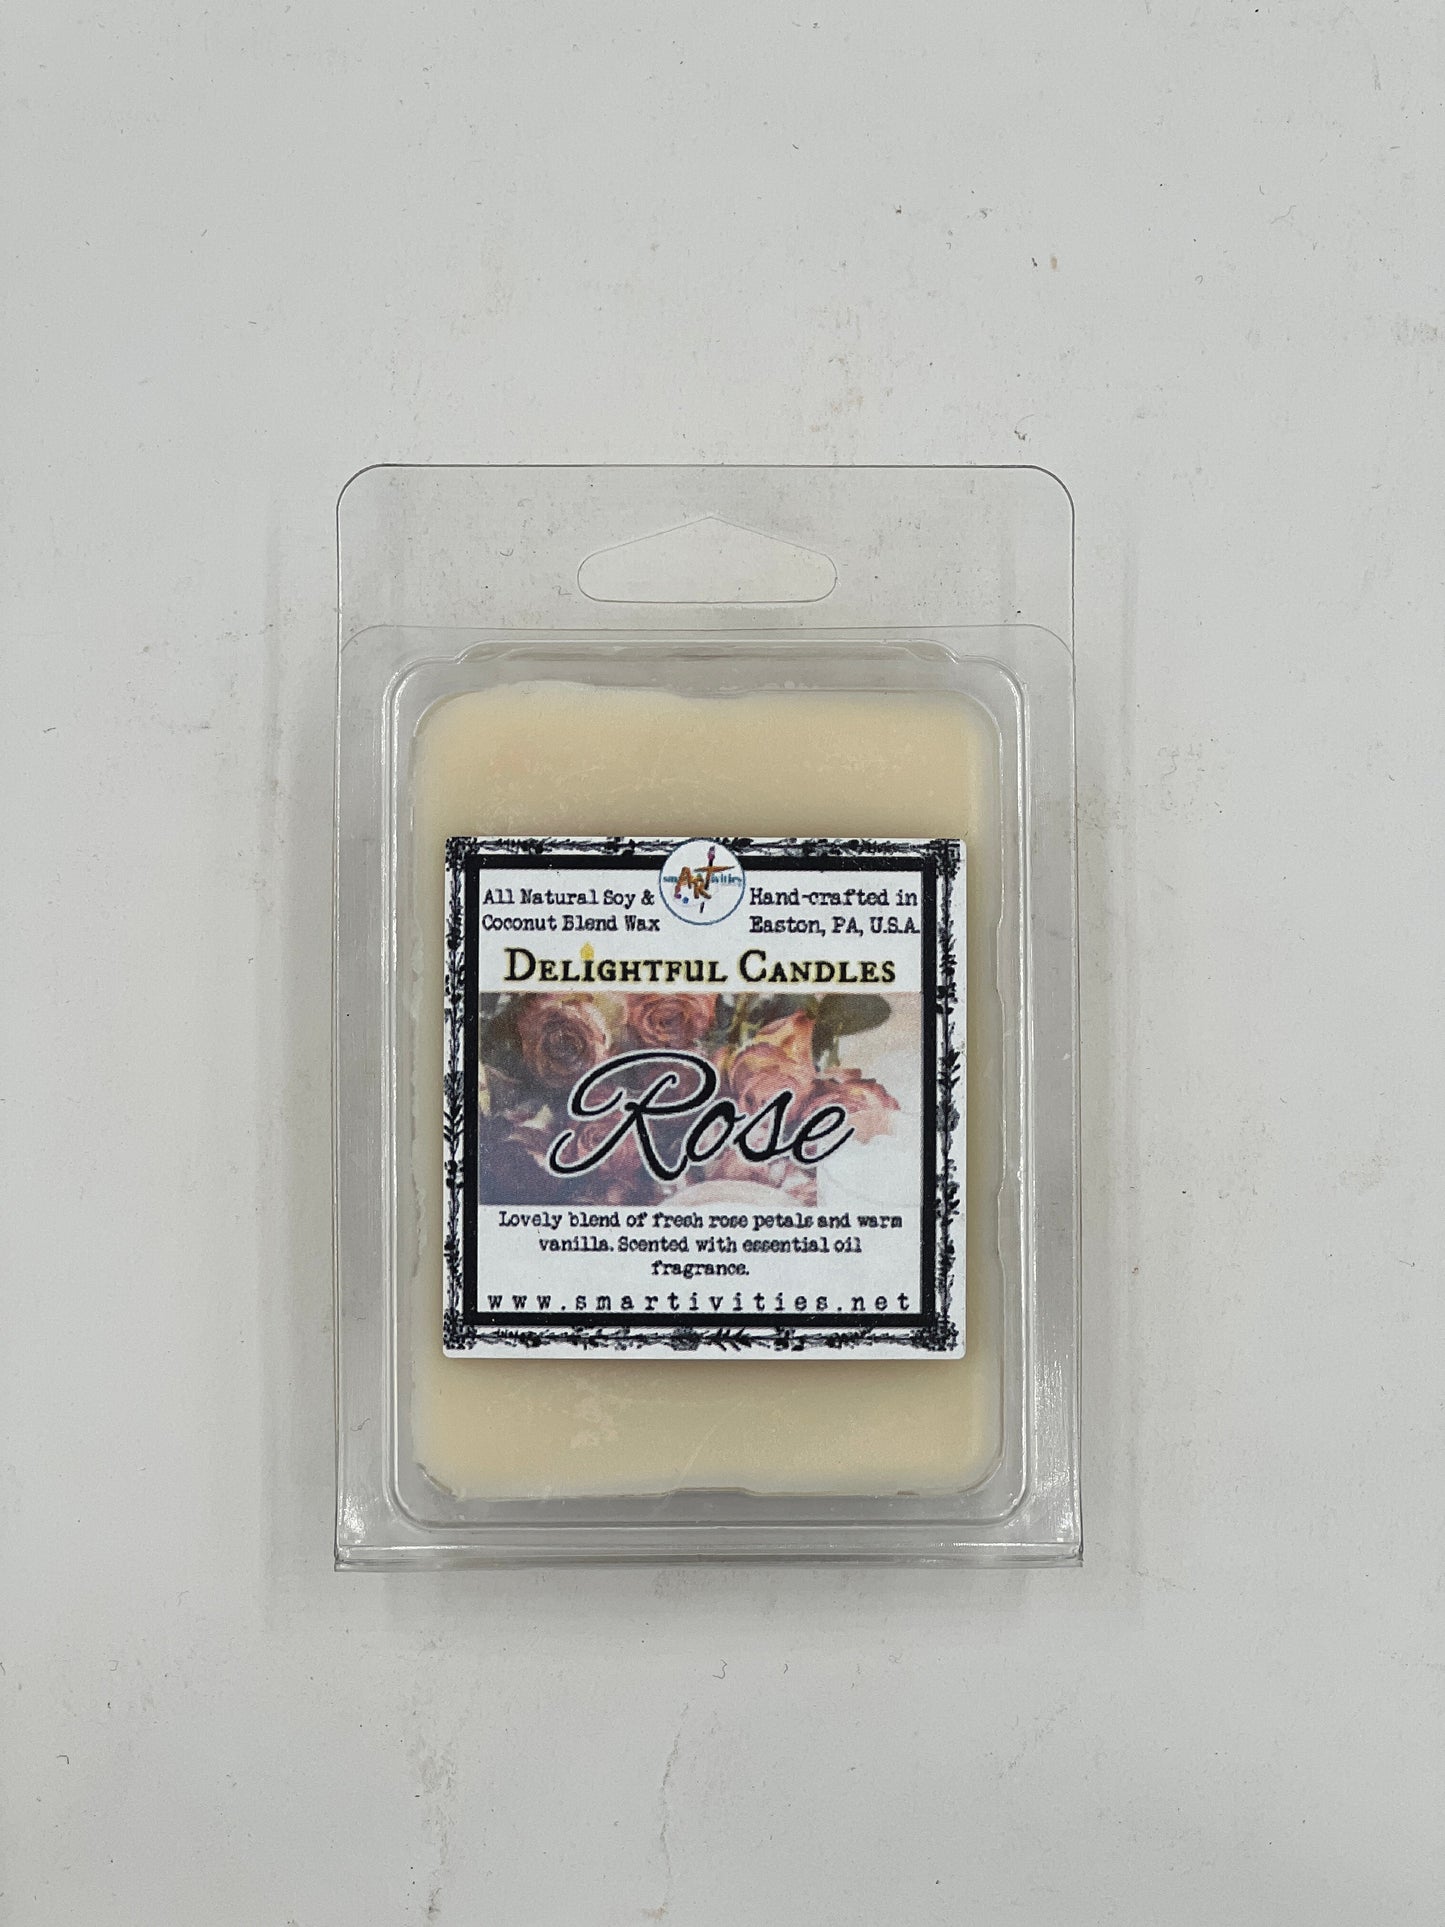 smARTivities
All Natural Soy &
Coconut Blend Wax
Hand-crafted in
Easton, PA, U.S.A.
DELIGHTFUL CANDLES
Rose
Lovely blend of fresh rose petals and warm
vanilla. Scented with essential oil
fragrance.
www.smartivities.net